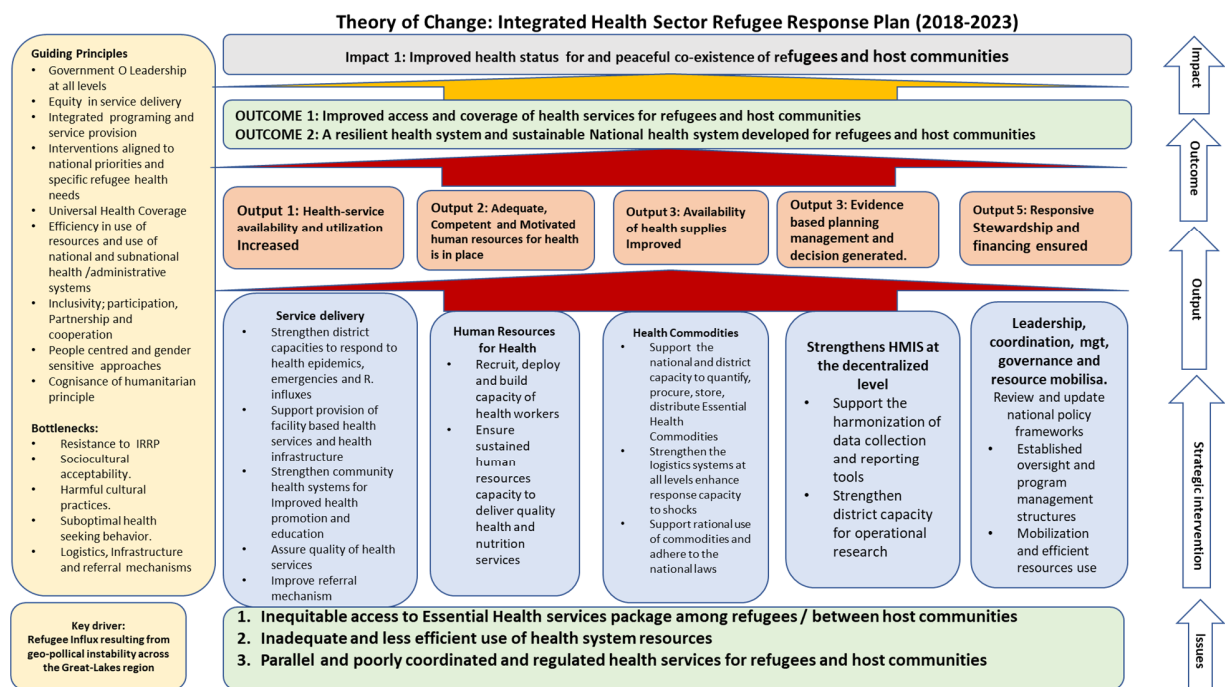 Theory of Change: Integrated Health Sector Refugee Response Plan (2018-2023)
Guiding Principles
• Government O Leadership
at all levels
• Equity in service delivery
• Integrated programing and
service provision
• Interventions aligned to
national priorities and
specific refugee health
needs
• Universal Health Coverage
• Efficiency in use of
resources and use of
national and subnational
health /administrative
systems
• Inclusivity; participation,
Partnership and
cooperation
• People centred and gender
sensitive approaches
• Cognisance of humanitarian
principle
Bottlenecks:
• Resistance to IRRP
• Sociocultural
acceptability.
• Harmful cultural
practices.
• Suboptimal health
seeking behavior.
• Logistics, Infrastructure
and referral mechanisms
Key driver:
Refugee Influx resulting from
geo-pollical instability across
the Great-Lakes region
Impact 1: Improved health status for and peaceful co-existence of refugees and host communities
OUTCOME 1: Improved access and coverage of health services for refugees and host communities
OUTCOME 2: A resilient health system and sustainable National health system developed for refugees and host communities
Output 1: Health-service
availability and utilization
Increased
Output 2: Adequate,
Competent and Motivated
human resources for health
is in place
Output 3: Availability
of health supplies
Improved
Output 3: Evidence
based planning
management and
decision generated.
Output 5: Responsive
Stewardship and
financing ensured
Service delivery
• Strengthen district
capacities to respond to
health epidemics,
emergencies and R.
influxes
• Support provision of
facility based health
services and health
infrastructure
• Strengthen community
health systems for
Improved health
promotion and
education
• Assure quality of health
services
• Improve referral
mechanism
Human Resources
for Health
• Recruit, deploy
and build
capacity of
health workers
• Ensure
sustained
human
resources
capacity to
deliver quality
health and
nutrition
services
Health Commodities
• Support the
national and district
capacity to quantify,
procure, store,
distribute Essential
Health
Commodities
• Strengthen the
logistics systems at
all levels enhance
response capacity
to shocks
• Support rational use
of commodities and
adhere to the
national laws
Strengthens HMIS at
the decentralized
level
• Support the
harmonization of
data collection
and reporting
tools
• Strengthen
district capacity
for operational
research
Leadership,
coordination, mgt,
governance and
resource mobilisa.
Review and update
national policy
frameworks
• Established
oversight and
program
management
structures
• Mobilization
and efficient
resources use
1. Inequitable access to Essential Health services package among refugees / between host communities
2. Inadequate and less efficient use of health system resources
3. Parallel and poorly coordinated and regulated health services for refugees and host communities
Impact
Outcome
Output
Strategic intervention
Issues